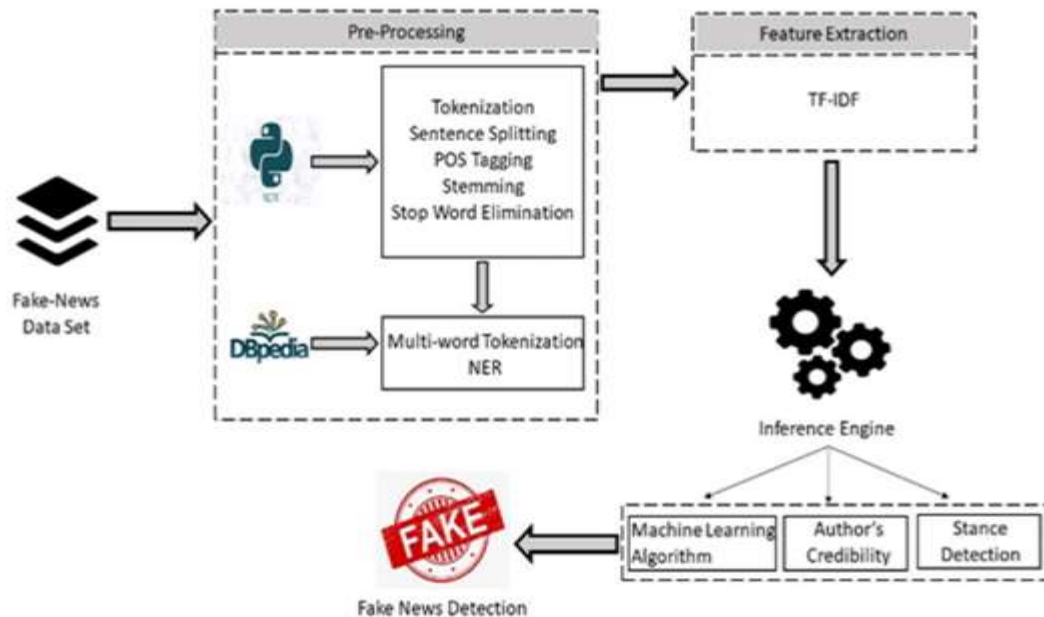 Pre-Processing
Feature Extraction
Tokenization
Sentence Splitting
POS Tagging
Stemming
Stop Word Elimination
TF-IDF
Fake-News
Data Set
DBpedia
Multi-word Tokenization
NER
Inference Engine
FAKE
Machine Learning
Algorithm
Author's
Credibility
Stance
Detection
Fake News Detection